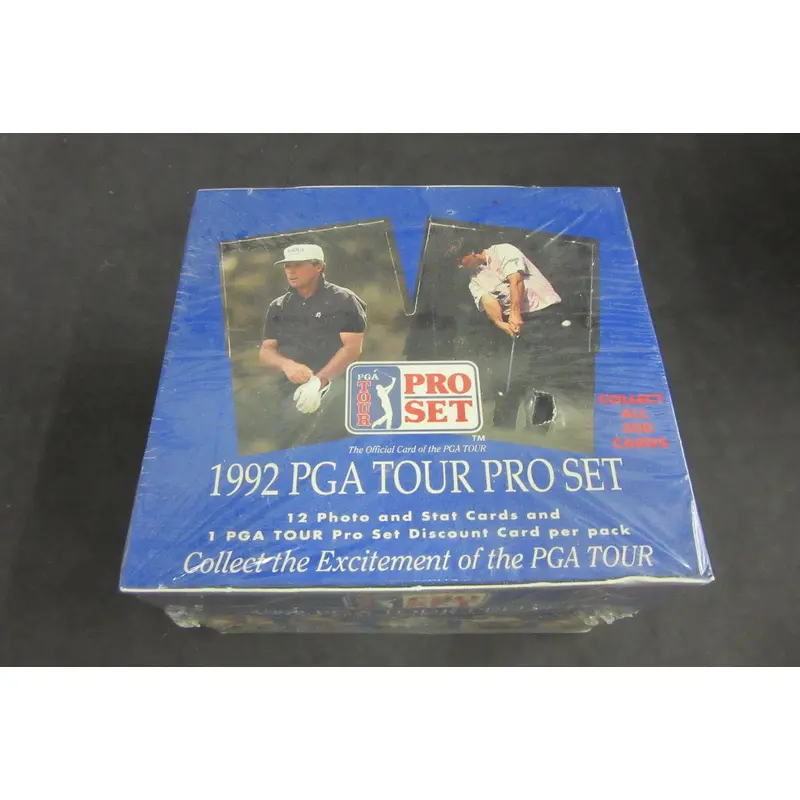 PGA
TOUR
PRO
SET
TM
COLLECT
ALL
300
CARDS
The Official Card of the PGA TOUR
1992 PGA TOUR PRO SET
12 Photo and Stat Cards and
1 PGA TOUR Pro Set Discount Card per pack
Collect the Excitement of the PGA TOUR